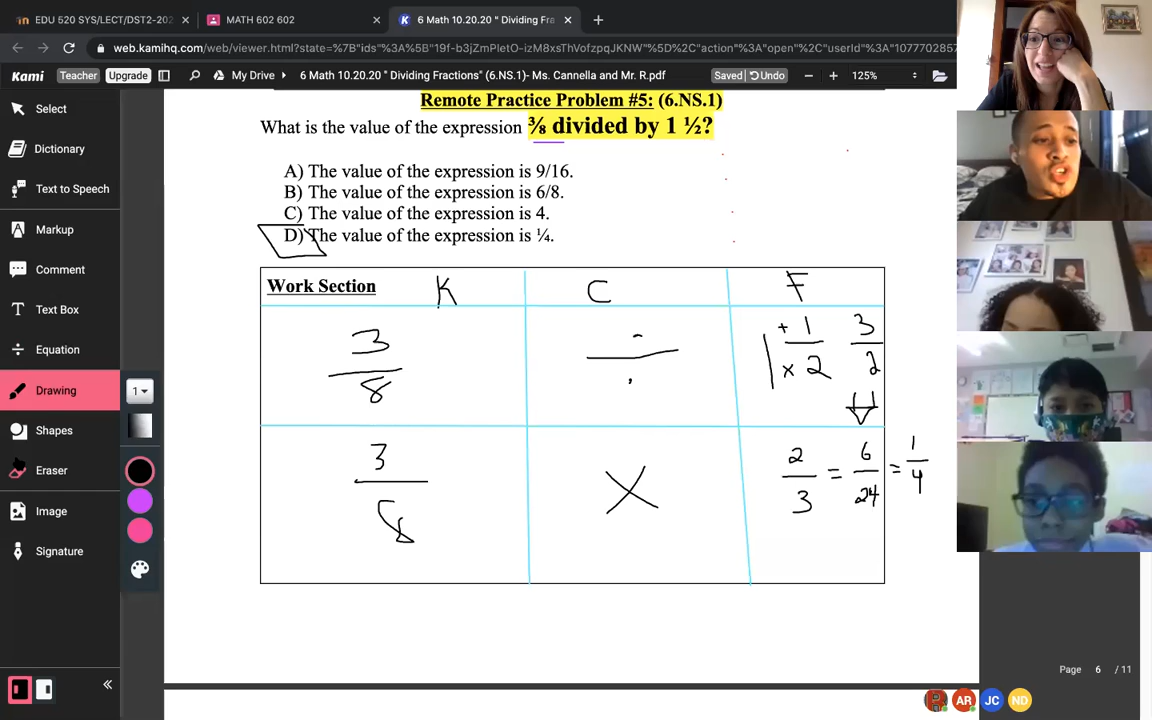 EDU 520 SYS/LECT/DST2-202
MATH 602 602
6 Math 10.20.20 " Dividing Fra
web.kamihq.com/web/viewer.html?state=%7B"ids"%3A%5B"19f-b3jZmPIetO-izM8xsThVofzpqJKNW"%5D%2C"action"%3A"open"%2C"userId"%3A"1077702857
Kami Teacher Upgrade My Drive 6 Math 10.20.20 " Dividing Fractions" (6.NS.1)- Ms. Cannella and Mr. R.pdf Saved Undo 125%
Select
Dictionary
Text to Speech
Markup
Comment
Text Box
Equation
Drawing
1
Shapes
Eraser
Image
Signature
Remote Practice Problem #5: (6.NS.1)
What is the value of the expression ⅜ divided by 1 ½?
A) The value of the expression is 9/16.
B) The value of the expression is 6/8.
C) The value of the expression is 4.
D) The value of the expression is ¼.
Work Section K C F
3/8 ÷ 1 +1/×2 3/2
3/8 × 2/3 = 6/24 = 1/4
Page 6 / 11
AR JC ND